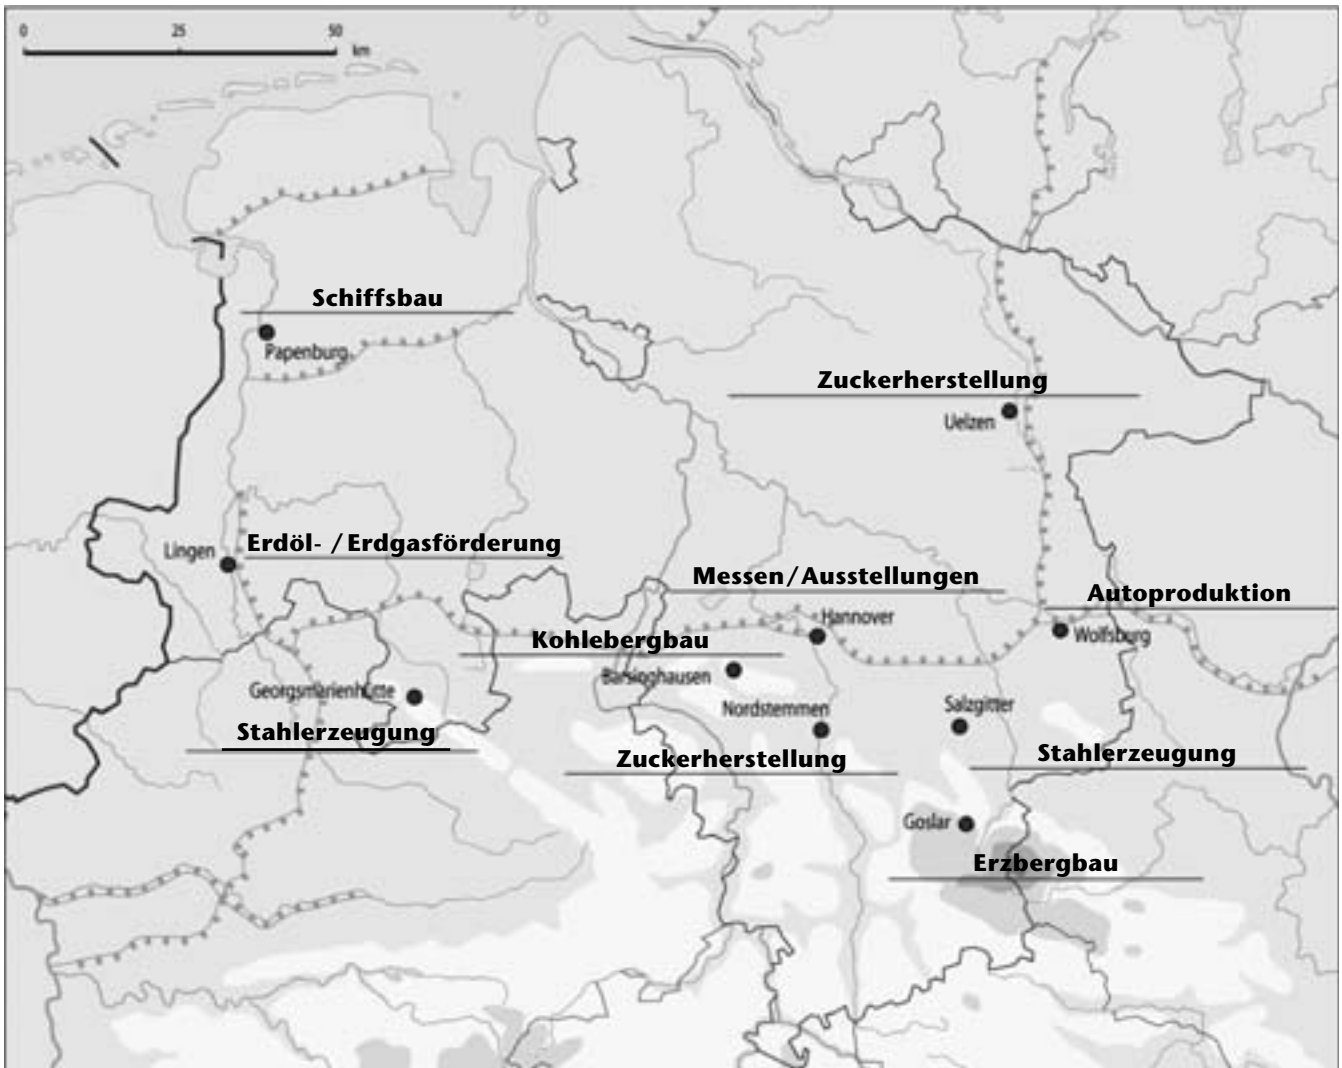 0 25 50
km
Schiffsbau
Papenburg
Zuckerherstellung
Uelzen
Lingen
Erdöl- / Erdgasförderung
Messen/Ausstellungen
Autoproduktion
Hannover
Wolfsburg
Kohlebergbau
Barsinghausen
Georgsmarienhütte
Nordstemmen
Salzgitter
Stahlerzeugung
Zuckerherstellung
Stahlerzeugung
Goslar
Erzbergbau